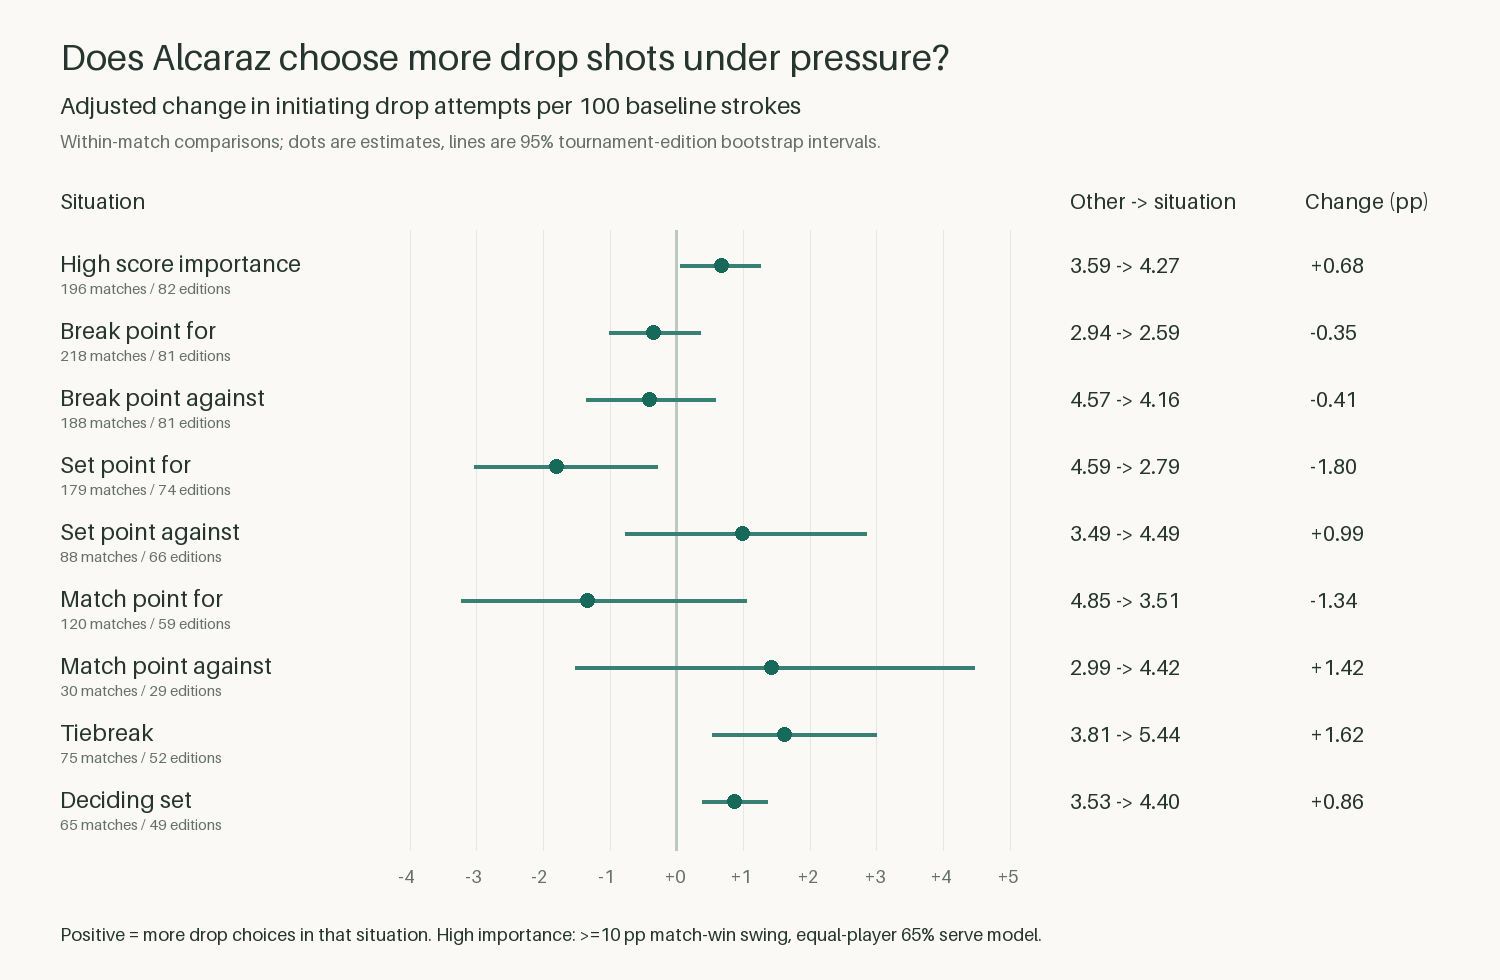 Does Alcaraz choose more drop shots under pressure?
Adjusted change in initiating drop attempts per 100 baseline strokes
Within-match comparisons; dots are estimates, lines are 95% tournament-edition bootstrap intervals.
Situation Other -> situation Change (pp)
High score importance 3.59 -> 4.27 +0.68
196 matches / 82 editions
Break point for 2.94 -> 2.59 -0.35
218 matches / 81 editions
Break point against 4.57 -> 4.16 -0.41
188 matches / 81 editions
Set point for 4.59 -> 2.79 -1.80
179 matches / 74 editions
Set point against 3.49 -> 4.49 +0.99
88 matches / 66 editions
Match point for 4.85 -> 3.51 -1.34
120 matches / 59 editions
Match point against 2.99 -> 4.42 +1.42
30 matches / 29 editions
Tiebreak 3.81 -> 5.44 +1.62
75 matches / 52 editions
Deciding set 3.53 -> 4.40 +0.86
65 matches / 49 editions
-4 -3 -2 -1 +0 +1 +2 +3 +4 +5
Positive = more drop choices in that situation. High importance: >=10 pp match-win swing, equal-player 65% serve model.